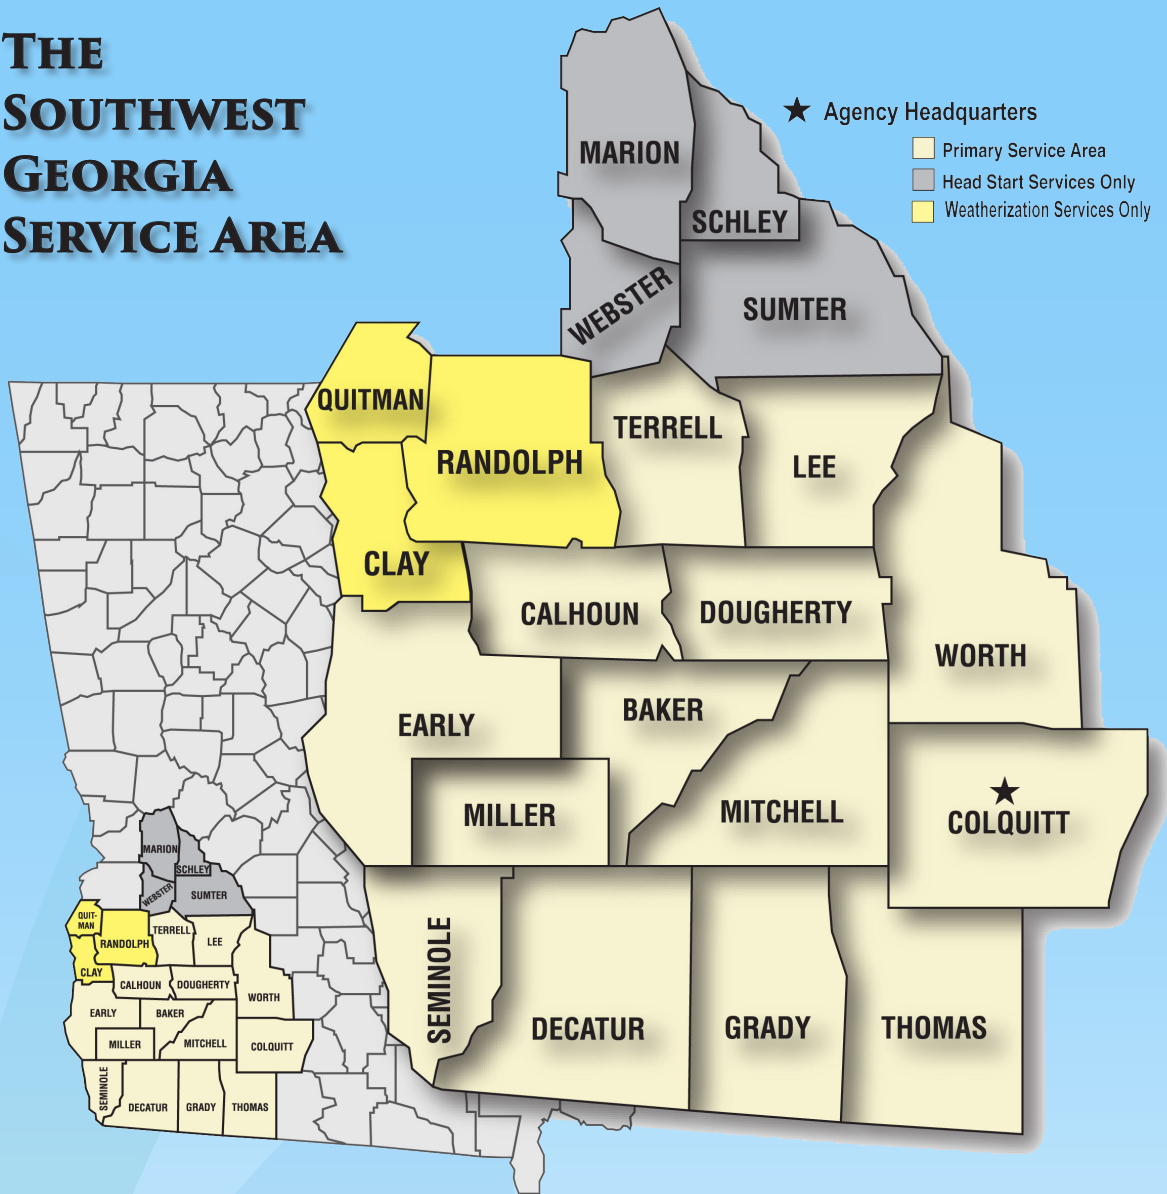 THE
SOUTHWEST
GEORGIA
SERVICE AREA
★ Agency Headquarters
Primary Service Area
Head Start Services Only
Weatherization Services Only
MARION
SCHLEY
WEBSTER
SUMTER
QUITMAN
RANDOLPH
TERRELL
LEE
CLAY
CALHOUN
DOUGHERTY
WORTH
EARLY
BAKER
MILLER
MITCHELL
★
COLQUITT
SEMINOLE
DECATUR
GRADY
THOMAS
MARION
SCHLEY
WEBSTER
SUMTER
QUIT-
MAN
RANDOLPH
TERRELL
LEE
CLAY
CALHOUN
DOUGHERTY
WORTH
EARLY
BAKER
MILLER
MITCHELL
COLQUITT
SEMINOLE
DECATUR
GRADY
THOMAS